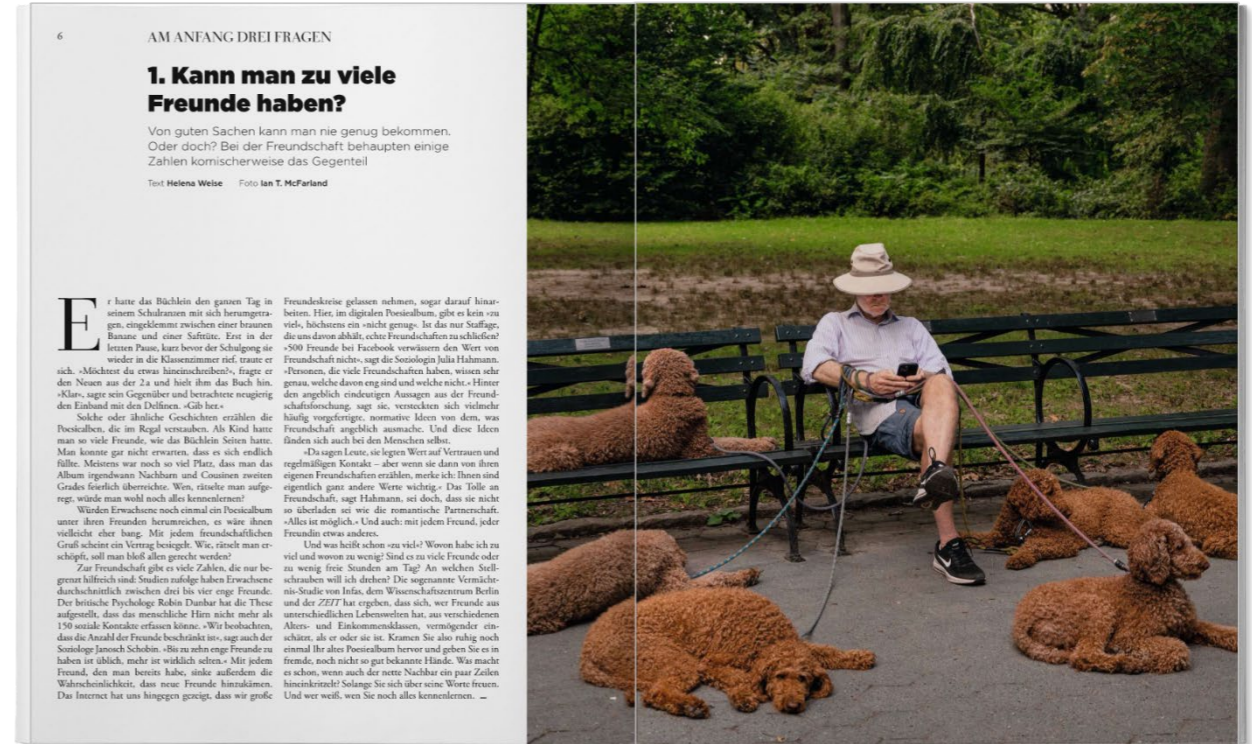 6
AM ANFANG DREI FRAGEN
1. Kann man zu viele
Freunde haben?
Von guten Sachen kann man nie genug bekommen.
Oder doch? Bei der Freundschaft behaupten einige
Zahlen komischerweise das Gegenteil
Text Helena Weise Foto Ian T. McFarland
Er hatte das Büchlein den ganzen Tag in
seinem Schulranzen mit sich herumgetra-
gen, eingeklemmt zwischen einer braunen
Banane und einer Safttüte. Erst in der
letzten Pause, kurz bevor der Schulgong sie
wieder in die Klassenzimmer rief, traute er
sich. »Möchtest du etwas hineinschreiben?«, fragte er
den Neuen aus der 2a und hielt ihm das Buch hin.
»Klar«, sagte sein Gegenüber und betrachtete neugierig
den Einband mit den Delfinen. »Gib her.«
Solche oder ähnliche Geschichten erzählen die
Poesiealben, die im Regal verstauben. Als Kind hatte
man so viele Freunde, wie das Büchlein Seiten hatte.
Man konnte gar nicht erwarten, dass es sich endlich
füllte. Meistens war noch so viel Platz, dass man das
Album irgendwann Nachbarn und Cousinen zweiten
Grades feierlich überreichte. Wen, rätselte man aufge-
regt, würde man wohl noch alles kennenlernen?
Würden Erwachsene noch einmal ein Poesiealbum
unter ihren Freunden herumreichen, es wäre ihnen
vielleicht eher bang. Mit jedem freundschaftlichen
Gruß scheint ein Vertrag besiegelt. Wie, rätselt man er-
schöpft, soll man bloß allen gerecht werden?
Zur Freundschaft gibt es viele Zahlen, die nur be-
grenzt hilfreich sind: Studien zufolge haben Erwachsene
durchschnittlich zwischen drei bis vier enge Freunde.
Der britische Psychologe Robin Dunbar hat die These
aufgestellt, dass das menschliche Hirn nicht mehr als
150 soziale Kontakte erfassen könne. »Wir beobachten,
dass die Anzahl der Freunde beschränkt ist«, sagt auch der
Soziologe Janosch Schobin. »Bis zu zehn enge Freunde zu
haben ist üblich, mehr ist wirklich selten.« Mit jedem
Freund, den man bereits habe, sinke außerdem die
Wahrscheinlichkeit, dass neue Freunde hinzukämen.
Das Internet hat uns hingegen gezeigt, dass wir große
Freundeskreise gelassen nehmen, sogar darauf hinar-
beiten. Hier, im digitalen Poesiealbum, gibt es kein »zu
viel«, höchstens ein »nicht genug«. Ist das nur Staffage,
die uns davon abhält, echte Freundschaften zu schließen?
»500 Freunde bei Facebook verwässern den Wert von
Freundschaft nicht«, sagt die Soziologin Julia Hahmann.
»Personen, die viele Freundschaften haben, wissen sehr
genau, welche davon eng sind und welche nicht.« Hinter
den angeblich eindeutigen Aussagen aus der Freund-
schaftsforschung, sagt sie, versteckten sich vielmehr
häufig vorgefertigte, normative Ideen von dem, was
Freundschaft angeblich ausmache. Und diese Ideen
fänden sich auch bei den Menschen selbst.
»Da sagen Leute, sie legten Wert auf Vertrauen und
regelmäßigen Kontakt – aber wenn sie dann von ihren
eigenen Freundschaften erzählen, merke ich: Ihnen sind
eigentlich ganz andere Werte wichtig.« Das Tolle an
Freundschaft, sagt Hahmann, sei doch, dass sie nicht
so überladen sei wie die romantische Partnerschaft.
»Alles ist möglich.« Und auch: mit jedem Freund, jeder
Freundin etwas anderes.
Und was heißt schon »zu viel«? Wovon habe ich zu
viel und wovon zu wenig? Sind es zu viele Freunde oder
zu wenig freie Stunden am Tag? An welchen Stell-
schrauben will ich drehen? Die sogenannte Vermächt-
nis-Studie von Infas, dem Wissenschaftszentrum Berlin
und der ZEIT hat ergeben, dass sich, wer Freunde aus
unterschiedlichen Lebenswelten hat, aus verschiedenen
Alters- und Einkommensklassen, vermögender ein-
schätzt, als er oder sie ist. Kramen Sie also ruhig noch
einmal Ihr altes Poesiealbum hervor und geben Sie es in
fremde, noch nicht so gut bekannte Hände. Was macht
es schon, wenn auch der nette Nachbar ein paar Zeilen
hineinkritzelt? Solange Sie sich über seine Worte freuen.
Und wer weiß, wen Sie noch alles kennenlernen. –